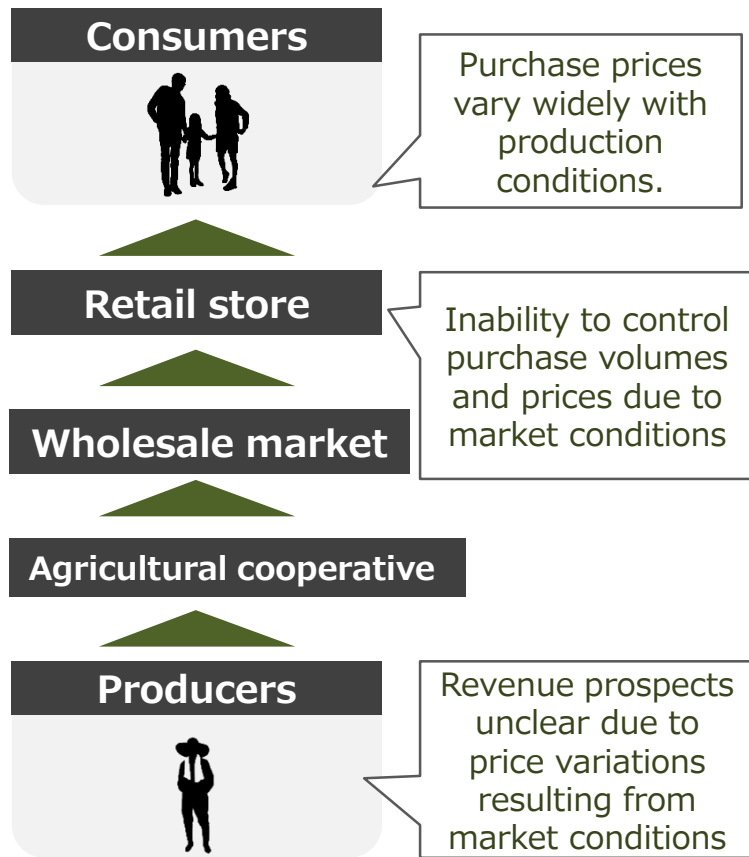 Consumers
Purchase prices
vary widely with
production
conditions.
Retail store
Inability to control
purchase volumes
and prices due to
market conditions
Wholesale market
Agricultural cooperative
Producers
Revenue prospects
unclear due to
price variations
resulting from
market conditions